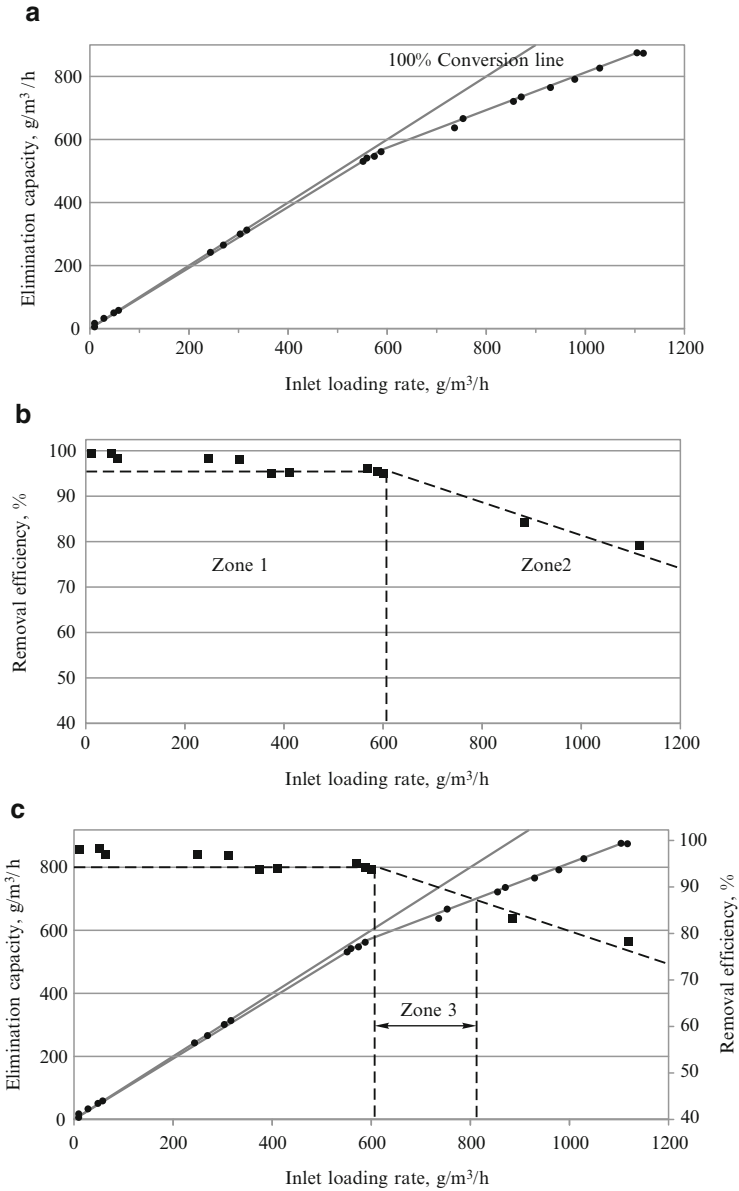 a
100% Conversion line
Elimination capacity, g/m³/h
800
600
400
200
0
0 200 400 600 800 1000 1200
Inlet loading rate, g/m³/h
b
Removal efficiency, %
100
90
80
70
60
50
40
Zone 1
Zone2
0 200 400 600 800 1000 1200
Inlet loading rate, g/m³/h
c
Elimination capacity, g/m³/h
800
600
400
200
0
Zone 3
100
90
80
70
60
50
40
Removal efficiency, %
0 200 400 600 800 1000 1200
Inlet loading rate, g/m³/h